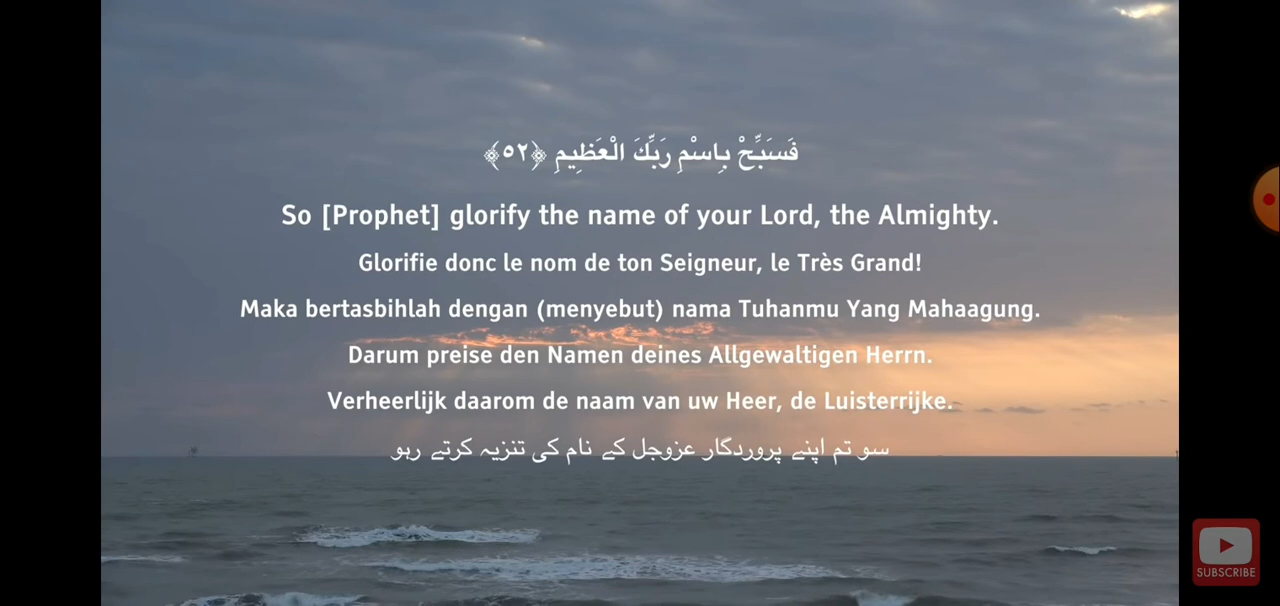 فَسَبِّحْ بِاسْمِ رَبِّكَ الْعَظِيمِ ﴿٥٢﴾
So [Prophet] glorify the name of your Lord, the Almighty.
Glorifie donc le nom de ton Seigneur, le Très Grand!
Maka bertasbihlah dengan (menyebut) nama Tuhanmu Yang Mahaagung.
Darum preise den Namen deines Allgewaltigen Herrn.
Verheerlijk daarom de naam van uw Heer, de Luisterrijke.
سو تم اپنے پروردگار عزوجل کے نام کی تنزیہ کرتے رہو
SUBSCRIBE